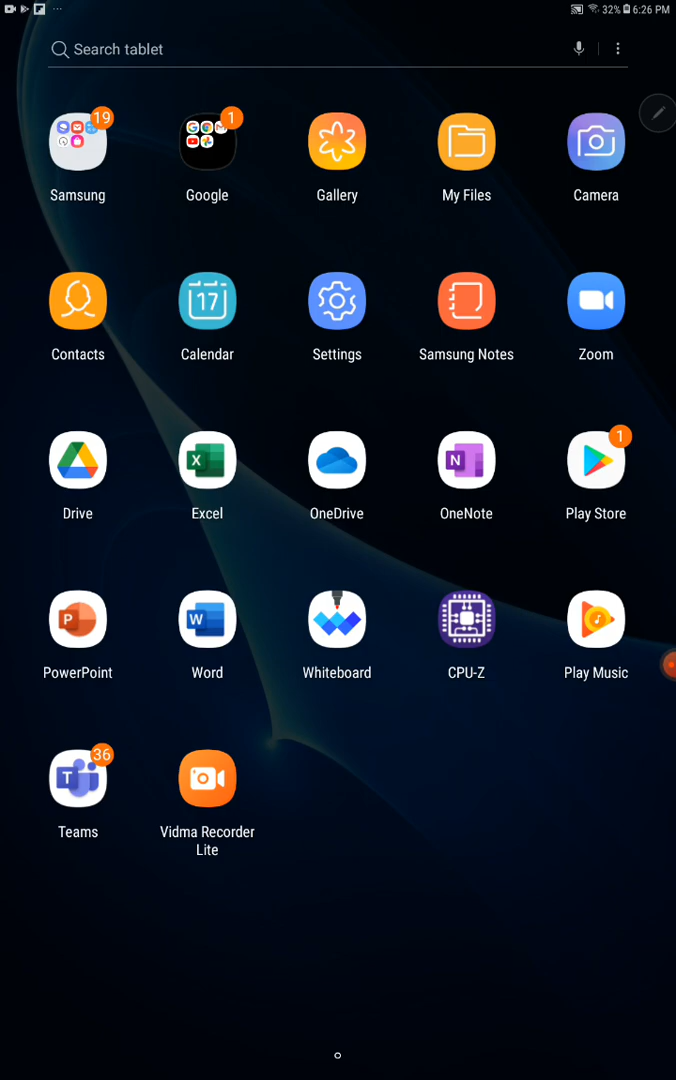 32% 6:26 PM
Search tablet
19 1
Samsung Google Gallery My Files Camera
17
Contacts Calendar Settings Samsung Notes Zoom
1
X N
Drive Excel OneDrive OneNote Play Store
P W
PowerPoint Word Whiteboard CPU-Z Play Music
36
T
Teams Vidma Recorder
Lite